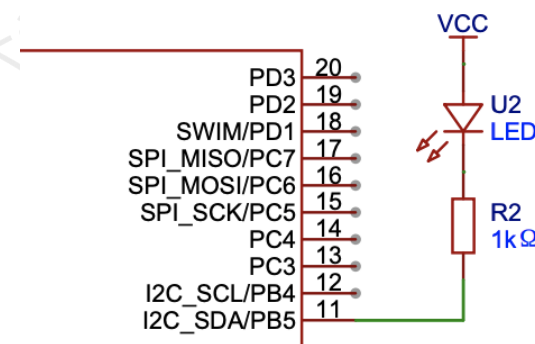 VCC
PD3 20
PD2 19
SWIM/PD1 18
SPI_MISO/PC7 17
SPI_MOSI/PC6 16
SPI_SCK/PC5 15
PC4 14
PC3 13
I2C_SCL/PB4 12
I2C_SDA/PB5 11
U2
LED
R2
1kΩ